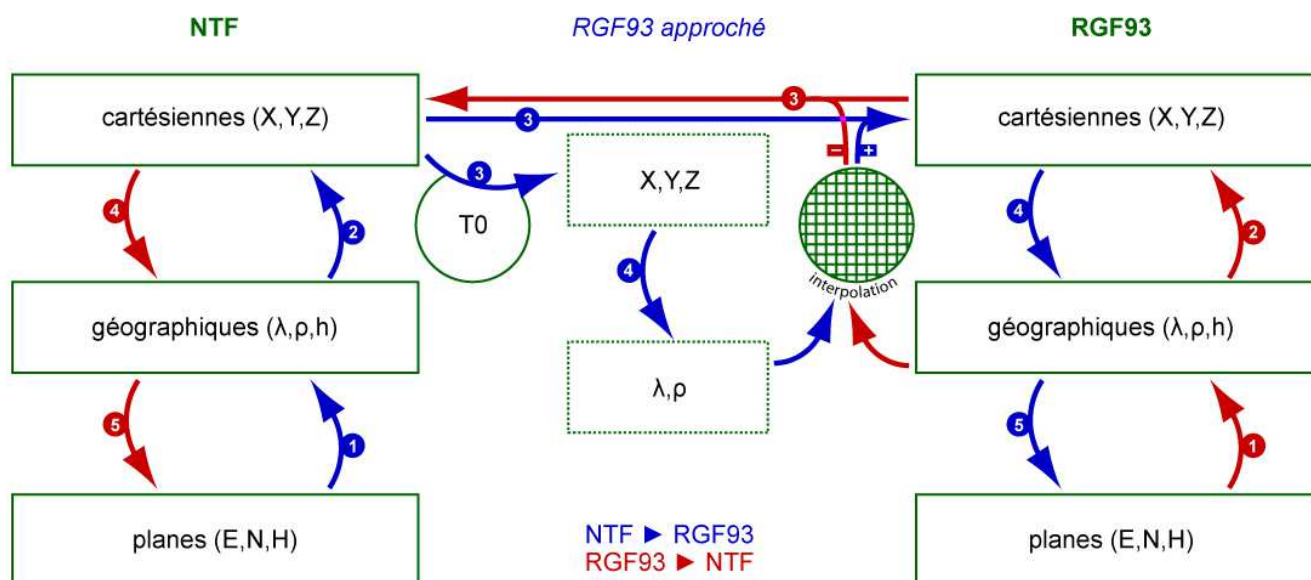 NTF
RGF93 approché
RGF93
cartésiennes (X,Y,Z)
3
3
cartésiennes (X,Y,Z)
− +
3
X,Y,Z
T0
4
2
4
4
2
interpolation
géographiques (λ,ρ,h)
géographiques (λ,ρ,h)
λ,ρ
5
1
5
1
planes (E,N,H)
NTF ► RGF93
RGF93 ► NTF
planes (E,N,H)